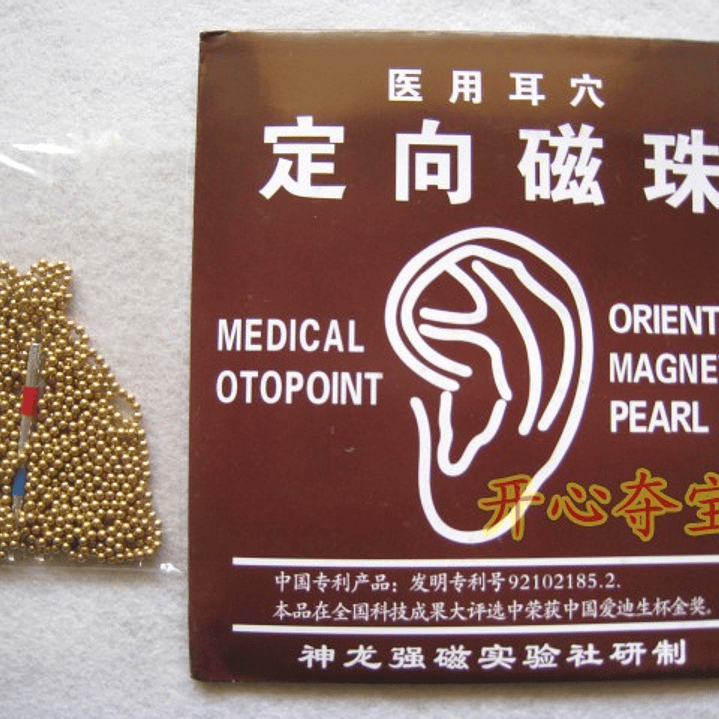 医用耳穴
定向磁珠
MEDICAL
OTOPOINT
ORIENT
MAGNE
PEARL
开心夺宝
中国专利产品:发明专利号92102185.2.
本品在全国科技成果大评选中荣获中国爱迪生杯金奖。
神龙强磁实验社研制